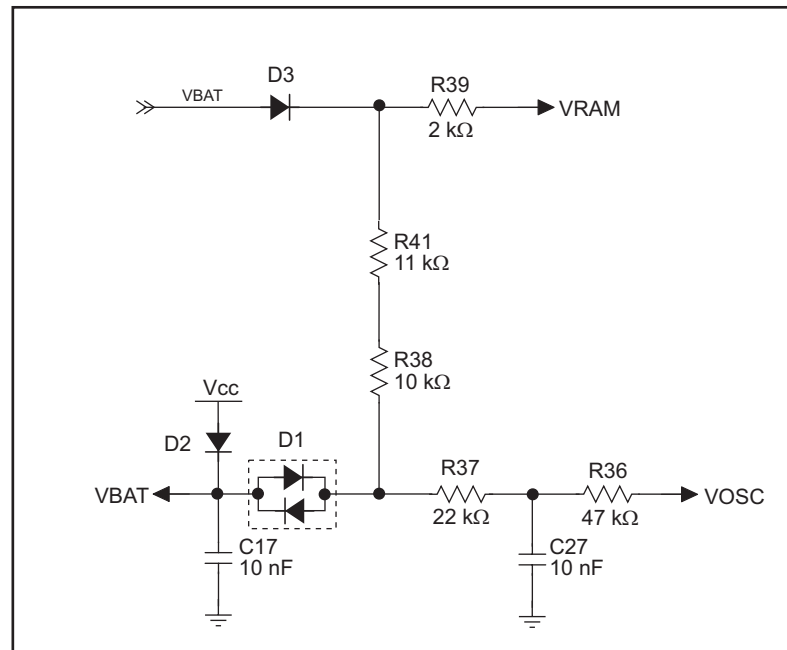 D3
R39
VBAT
VRAM
2 kΩ
R41
11 kΩ
R38
10 kΩ
Vcc
D2
D1
R37
R36
VBAT
VOSC
22 kΩ
47 kΩ
C17
10 nF
C27
10 nF